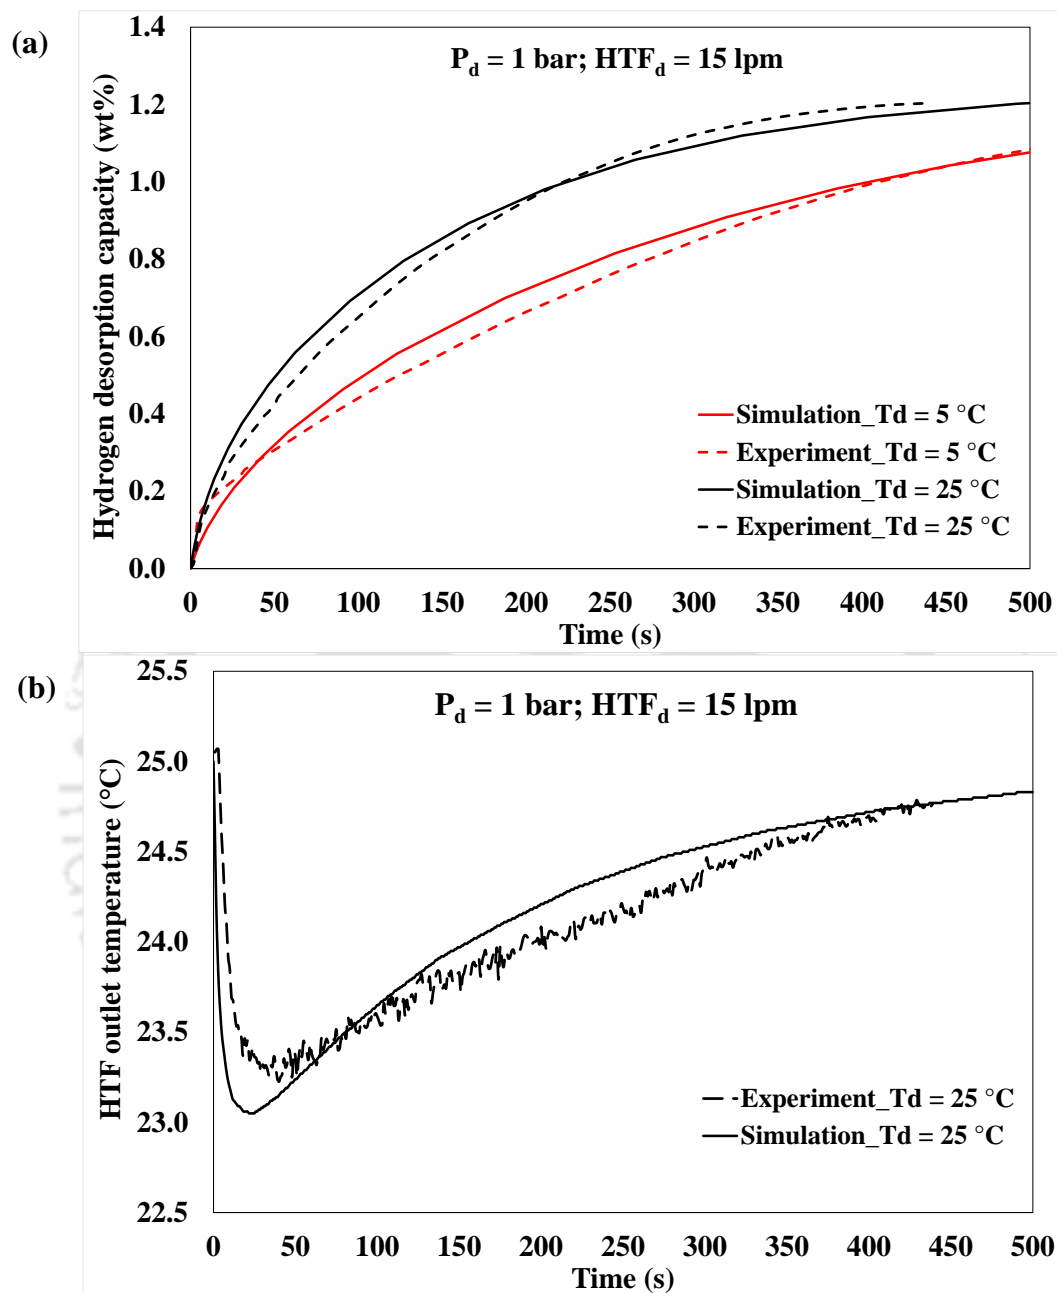 (a)
P_d = 1 bar; HTF_d = 15 lpm
Hydrogen desorption capacity (wt%)
1.4
1.2
1.0
0.8
0.6
0.4
0.2
0.0
Simulation_Td = 5 °C
Experiment_Td = 5 °C
Simulation_Td = 25 °C
Experiment_Td = 25 °C
0 50 100 150 200 250 300 350 400 450 500
Time (s)
(b)
P_d = 1 bar; HTF_d = 15 lpm
HTF outlet temperature (°C)
25.5
25.0
24.5
24.0
23.5
23.0
22.5
Experiment_Td = 25 °C
Simulation_Td = 25 °C
0 50 100 150 200 250 300 350 400 450 500
Time (s)